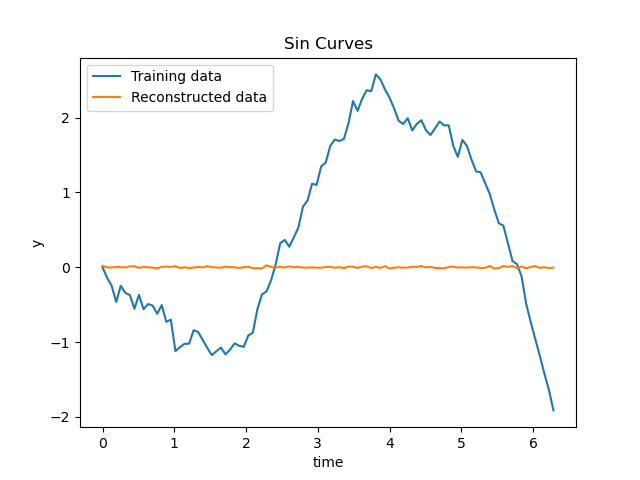 Sin Curves
Training data
Reconstructed data
y
2
1
0
−1
−2
0 1 2 3 4 5 6
time